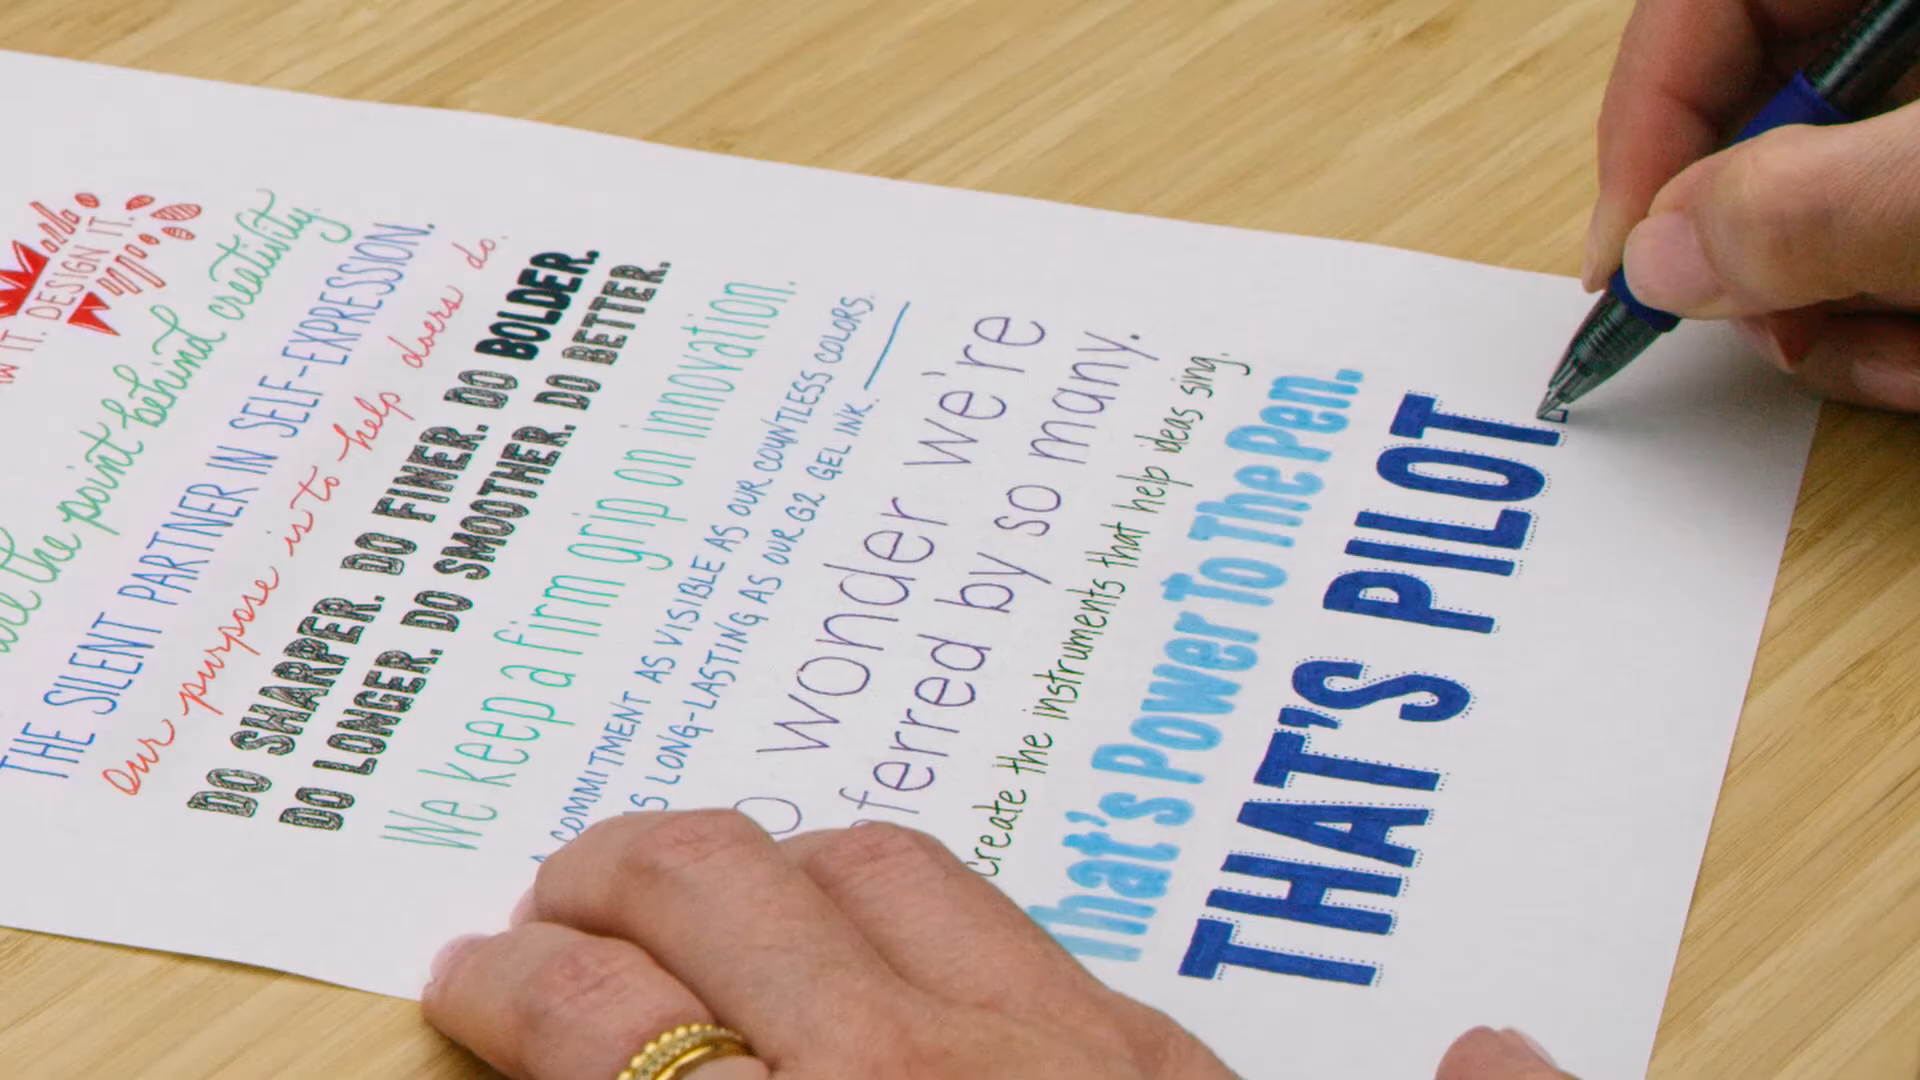 DESIGN IT.
the point behind creativity.
THE SILENT PARTNER IN SELF-EXPRESSION.
our purpose is to help doers do.
DO SHARPER. DO FINER. DO BOLDER.
DO LONGER. DO SMOOTHER. DO BETTER.
We keep a firm grip on innovation.
COMMITMENT AS VISIBLE AS OUR COUNTLESS COLORS.
LONG-LASTING AS OUR G2 GEL INK.
wonder we're
ferred by so many.
create the instruments that help ideas sing.
That's Power To The Pen.
THAT'S PILOT